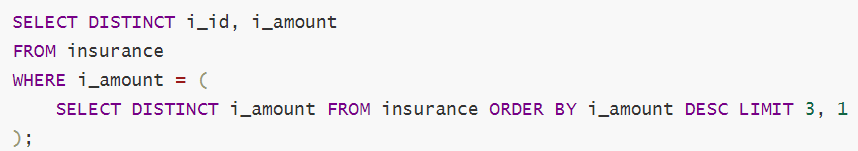 SELECT DISTINCT i_id, i_amount
FROM insurance
WHERE i_amount = (
    SELECT DISTINCT i_amount FROM insurance ORDER BY i_amount DESC LIMIT 3, 1
);